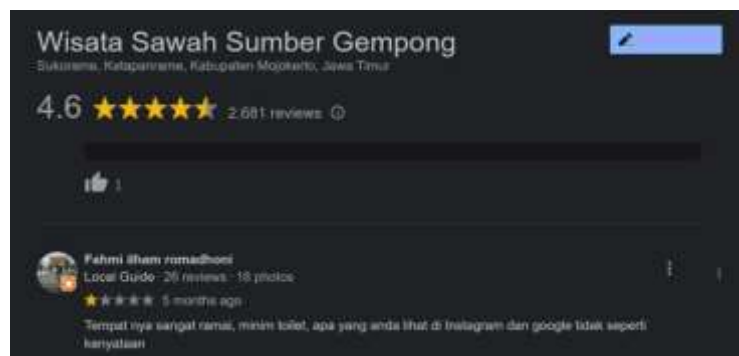 Wisata Sawah Sumber Gempong
Sukorame, Ketapanrame, Kabupaten Mojokerto, Jawa Timur
4.6 2,681 reviews
1
Fahmi ilham romadhoni
Local Guide · 26 reviews · 18 photos
5 months ago
Tempat nya sangat ramai, minim toilet, apa yang anda lihat di Instagram dan google tidak seperti
kenyataan